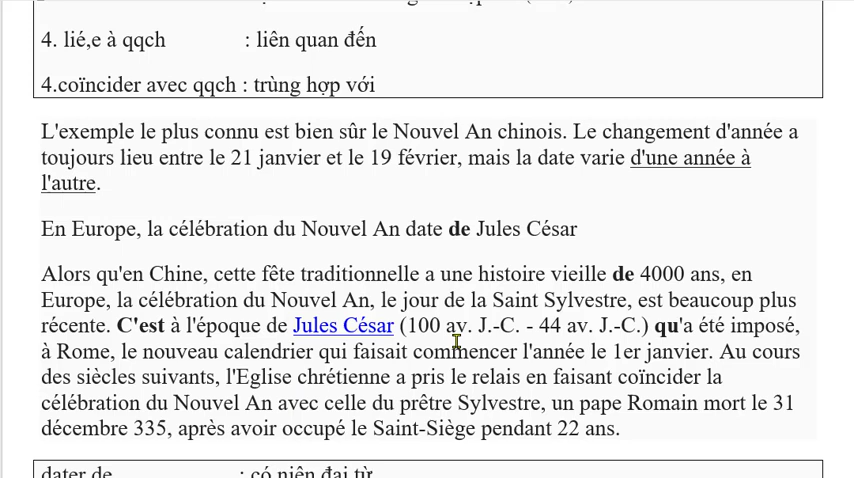 4. lié,e à qqch : liên quan đến
4.coïncider avec qqch : trùng hợp với
L'exemple le plus connu est bien sûr le Nouvel An chinois. Le changement d'année a
toujours lieu entre le 21 janvier et le 19 février, mais la date varie d'une année à
l'autre.
En Europe, la célébration du Nouvel An date de Jules César
Alors qu'en Chine, cette fête traditionnelle a une histoire vieille de 4000 ans, en
Europe, la célébration du Nouvel An, le jour de la Saint Sylvestre, est beaucoup plus
récente. C'est à l'époque de Jules César (100 av. J.-C. - 44 av. J.-C.) qu'a été imposé,
à Rome, le nouveau calendrier qui faisait commencer l'année le 1er janvier. Au cours
des siècles suivants, l'Eglise chrétienne a pris le relais en faisant coïncider la
célébration du Nouvel An avec celle du prêtre Sylvestre, un pape Romain mort le 31
décembre 335, après avoir occupé le Saint-Siège pendant 22 ans.
dater de : có niên đại từ